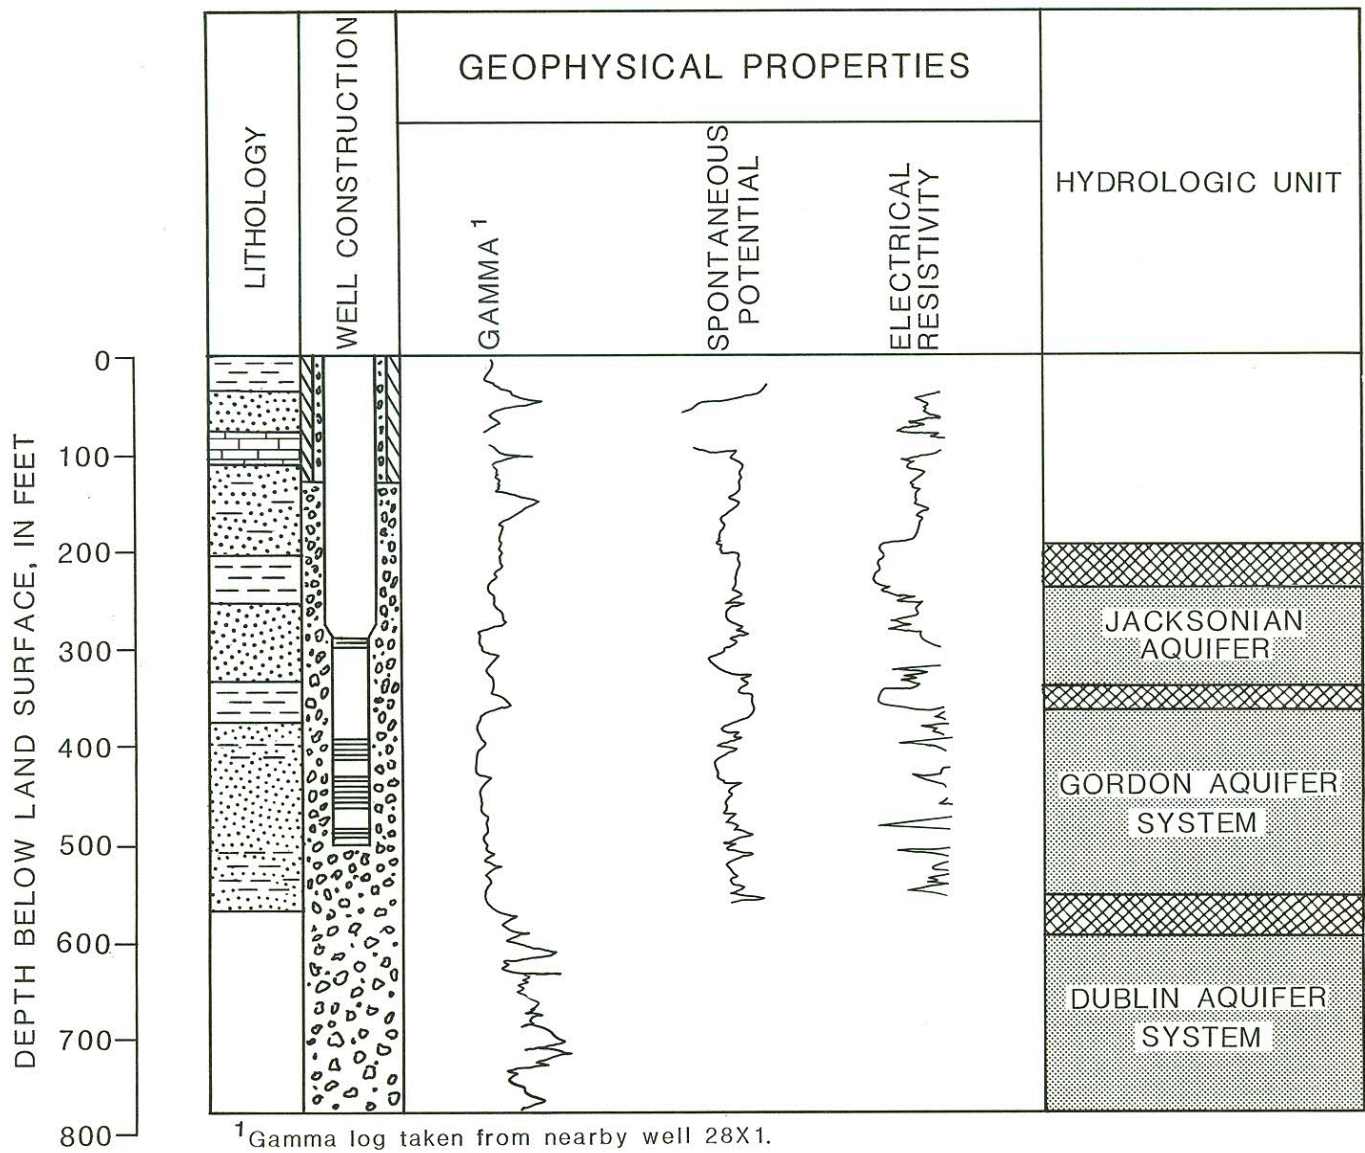 LITHOLOGY
WELL CONSTRUCTION
GEOPHYSICAL PROPERTIES
GAMMA 1
SPONTANEOUS
POTENTIAL
ELECTRICAL
RESISTIVITY
HYDROLOGIC UNIT
DEPTH BELOW LAND SURFACE, IN FEET
0
100
200
300
400
500
600
700
800
JACKSONIAN
AQUIFER
GORDON AQUIFER
SYSTEM
DUBLIN AQUIFER
SYSTEM
1Gamma log taken from nearby well 28X1.